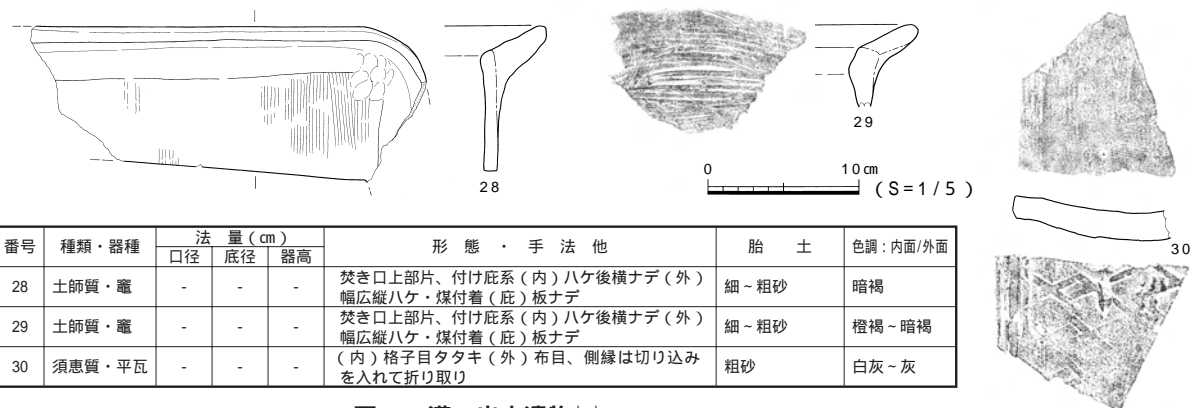 28
29
0 10㎝
(S=1/5)
30
番号 種類・器種 法 量(㎝) 形 態 ・ 手 法 他 胎 土 色調：内面/外面
口径 底径 器高
28 土師質・竈 - - - 焚き口上部片、付け庇系(内)ハケ後横ナデ(外)幅広縦ハケ・煤付着(庇)板ナデ 細～粗砂 暗褐
29 土師質・竈 - - - 焚き口上部片、付け庇系(内)ハケ後横ナデ(外)幅広縦ハケ・煤付着(庇)板ナデ 細～粗砂 橙褐～暗褐
30 須恵質・平瓦 - - - (内)格子目タタキ(外)布目、側縁は切り込みを入れて折り取り 粗砂 白灰～灰